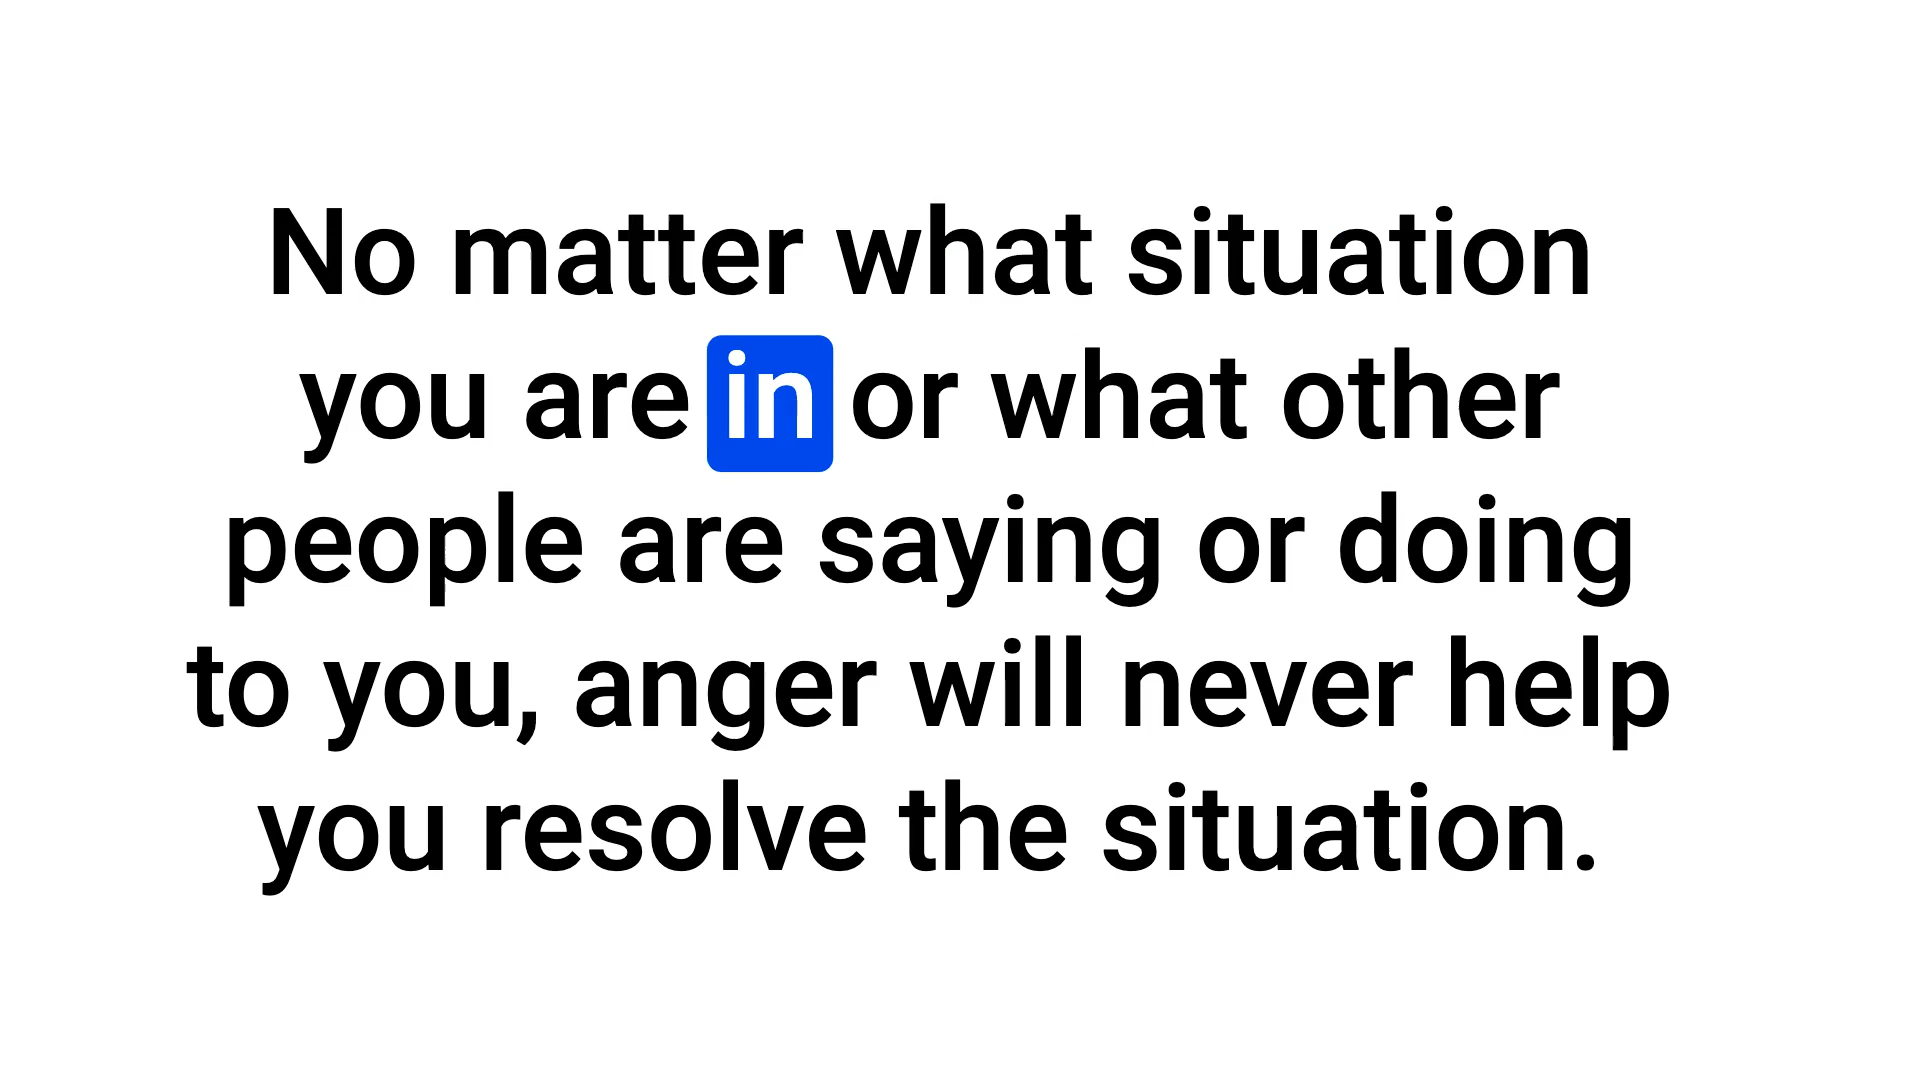 No matter what situation
you are in or what other
people are saying or doing
to you, anger will never help
you resolve the situation.